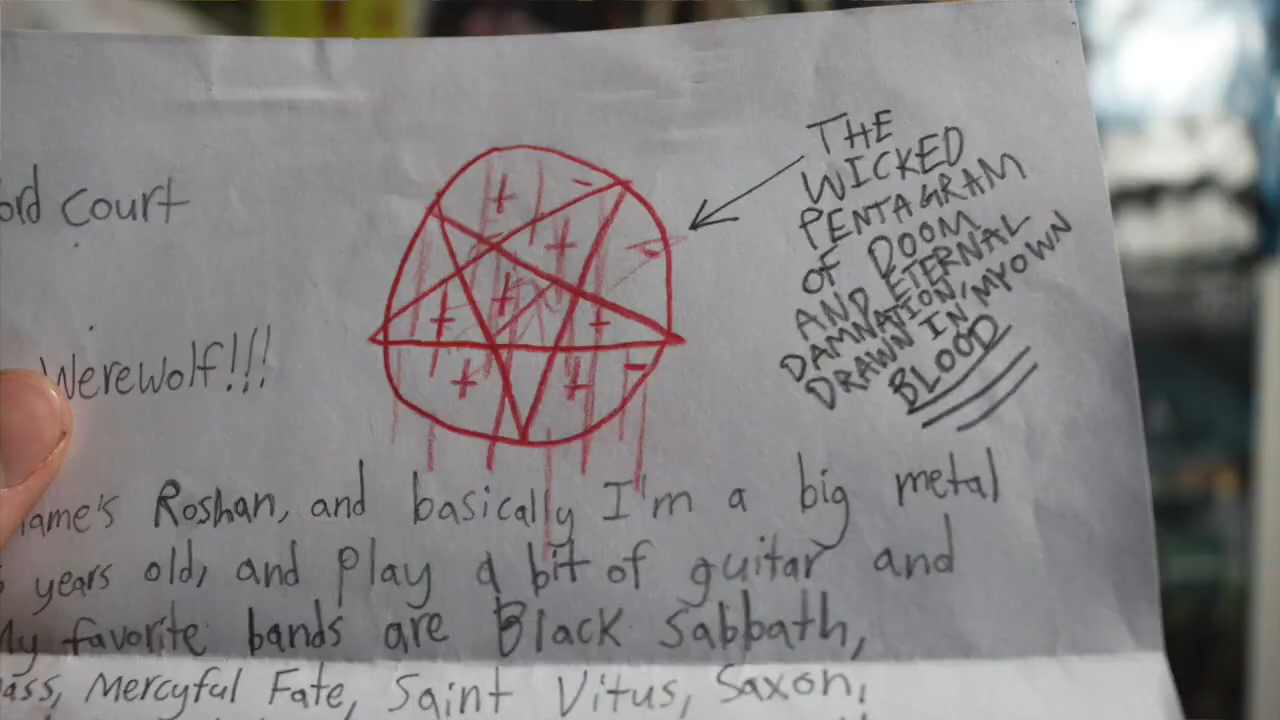 ord Court
Werewolf!!!
THE
WICKED
PENTAGRAM
OF DOOM
AND ETERNAL
DAMNATION,
DRAWN IN MY OWN
BLOOD
ame's Roshan, and basically I'm a big metal
years old, and play a bit of guitar and
My favorite bands are Black Sabbath,
ass, Mercyful Fate, Saint Vitus, Saxon,